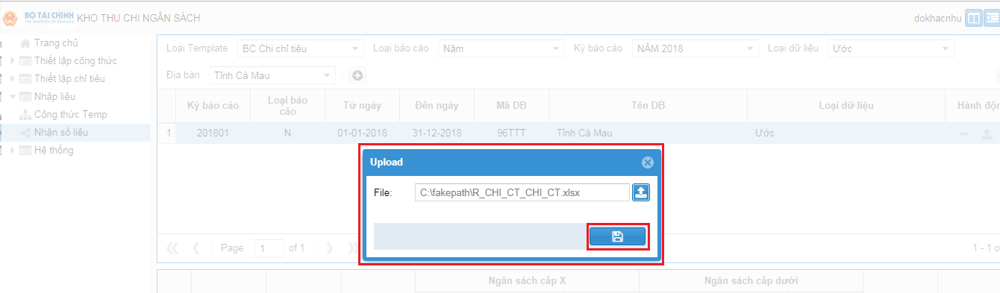 BỘ TÀI CHÍNH
THE MINISTRY OF FINANCE
KHO THU CHI NGÂN SÁCH
dokhacnhu
Trang chủ
Thiết lập công thức
Thiết lập chỉ tiêu
Nhập liệu
Công thức Temp
Nhận số liệu
Hệ thống
Loại Template BC Chi chỉ tiêu Loại báo cáo Năm Kỳ báo cáo NĂM 2018 Loại dữ liệu Ước
Địa bàn Tỉnh Cà Mau
Kỳ báo cáo Loại báo cáo Từ ngày Đến ngày Mã DB Tên DB Loại dữ liệu Hành độn
1 201801 N 01-01-2018 31-12-2018 96TTT Tỉnh Cà Mau Ước
Upload
File: C:\fakepath\R_CHI_CT_CHI_CT.xlsx
Page 1 of 1
1 - 1 o
Ngân sách cấp X Ngân sách cấp dưới